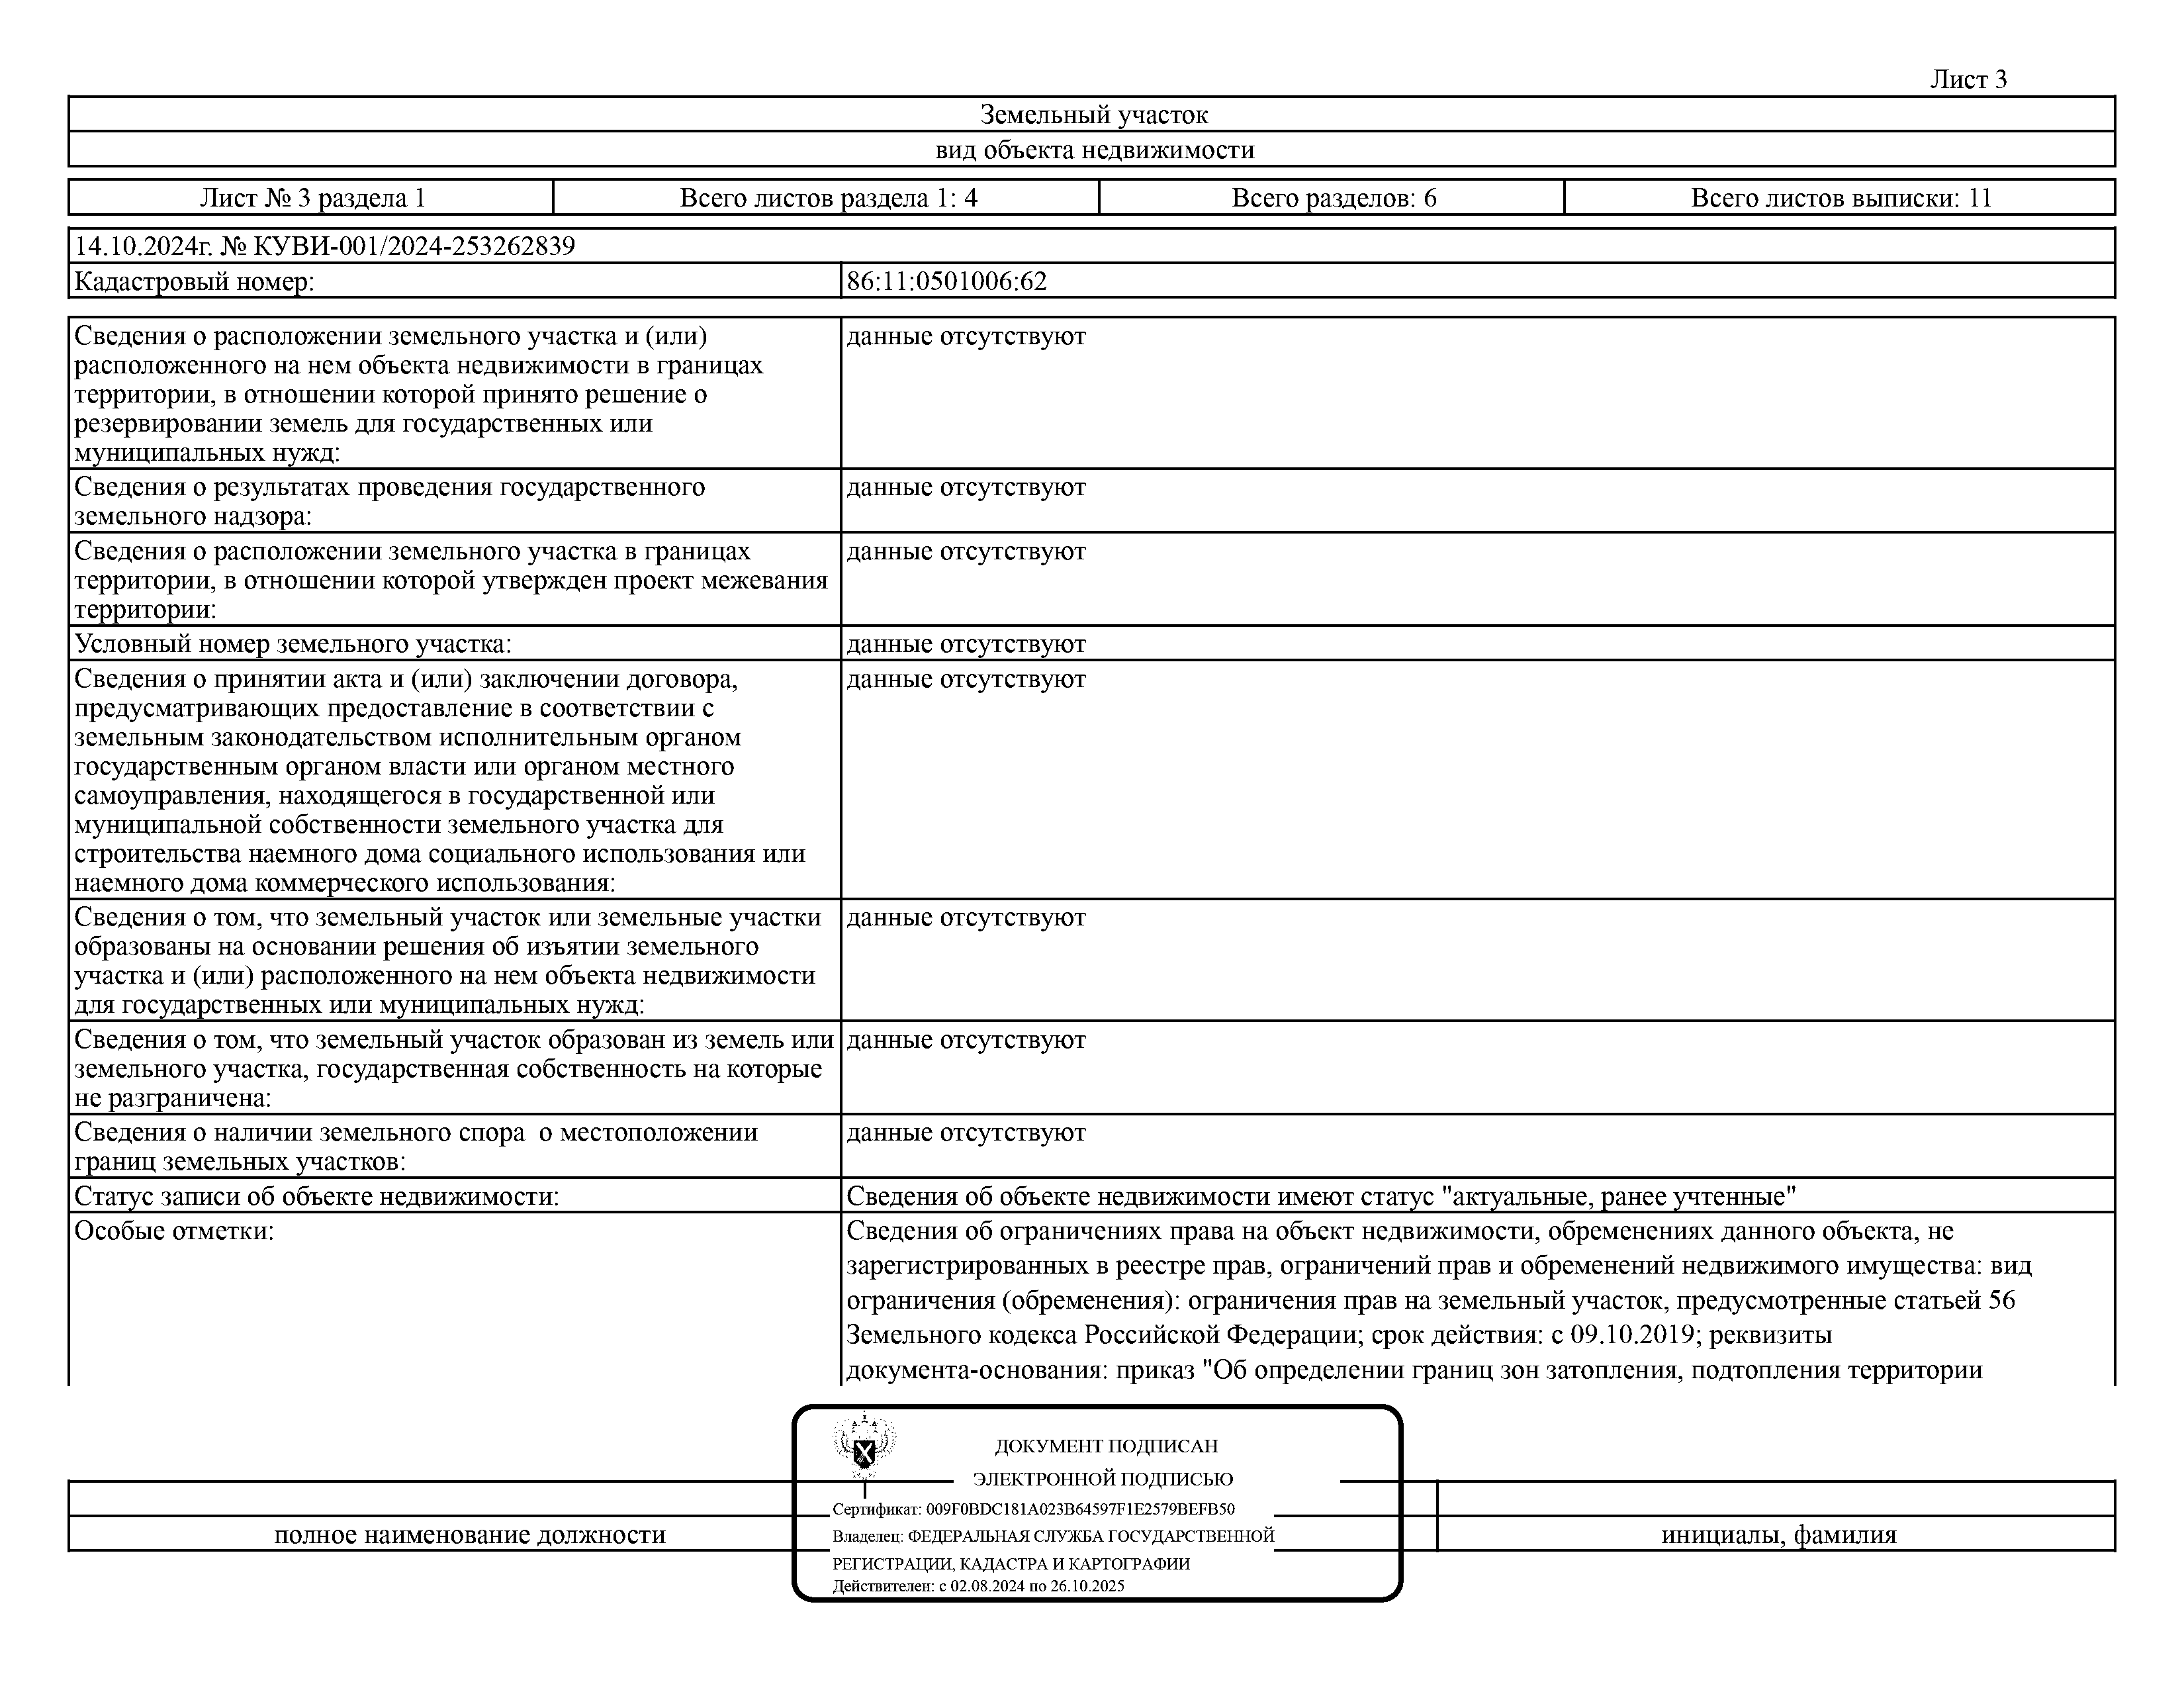 Лист 3
Земельный участок
вид объекта недвижимости
Лист № 3 раздела 1
Всего листов раздела 1: 4
Всего разделов: 6
Всего листов выписки: 11
14.10.2024г. № КУВИ-001/2024-253262839
Кадастровый номер:
86:11:0501006:62
Сведения о расположении земельного участка и (или)
расположенного на нем объекта недвижимости в границах
территории, в отношении которой принято решение о
резервировании земель для государственных или
муниципальных нужд:
данные отсутствуют
Сведения о результатах проведения государственного
земельного надзора:
данные отсутствуют
Сведения о расположении земельного участка в границах
территории, в отношении которой утвержден проект межевания
территории:
данные отсутствуют
Условный номер земельного участка:
данные отсутствуют
Сведения о принятии акта и (или) заключении договора,
предусматривающих предоставление в соответствии с
земельным законодательством исполнительным органом
государственным органом власти или органом местного
самоуправления, находящегося в государственной или
муниципальной собственности земельного участка для
строительства наемного дома социального использования или
наемного дома коммерческого использования:
данные отсутствуют
Сведения о том, что земельный участок или земельные участки
образованы на основании решения об изъятии земельного
участка и (или) расположенного на нем объекта недвижимости
для государственных или муниципальных нужд:
данные отсутствуют
Сведения о том, что земельный участок образован из земель или
земельного участка, государственная собственность на которые
не разграничена:
данные отсутствуют
Сведения о наличии земельного спора  о местоположении
границ земельных участков:
данные отсутствуют
Статус записи об объекте недвижимости:
Сведения об объекте недвижимости имеют статус "актуальные, ранее учтенные"
Особые отметки:
Сведения об ограничениях права на объект недвижимости, обременениях данного объекта, не
зарегистрированных в реестре прав, ограничений прав и обременений недвижимого имущества: вид
ограничения (обременения): ограничения прав на земельный участок, предусмотренные статьей 56
Земельного кодекса Российской Федерации; срок действия: с 09.10.2019; реквизиты
документа-основания: приказ "Об определении границ зон затопления, подтопления территории
ДОКУМЕНТ ПОДПИСАН
ЭЛЕКТРОННОЙ ПОДПИСЬЮ
Сертификат: 009F0BDC181A023B64597F1E2579BEFB50
Владелец: ФЕДЕРАЛЬНАЯ СЛУЖБА ГОСУДАРСТВЕННОЙ
РЕГИСТРАЦИИ, КАДАСТРА И КАРТОГРАФИИ
Действителен: с 02.08.2024 по 26.10.2025
полное наименование должности
инициалы, фамилия